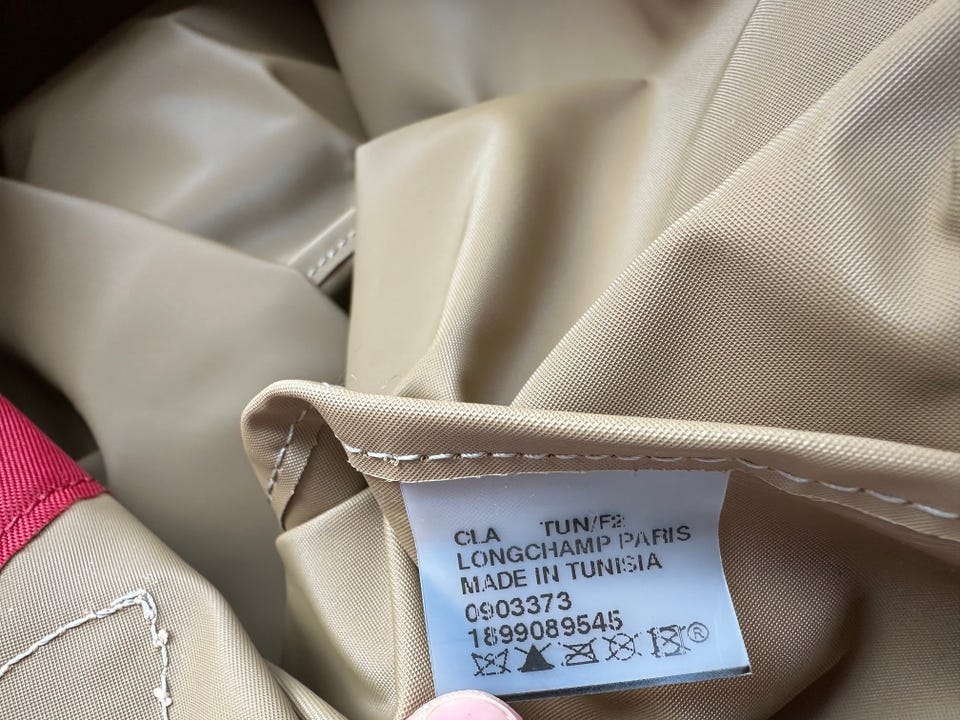 CLA TUN/F2
LONGCHAMP PARIS
MADE IN TUNISIA
0903373
1899089545
®